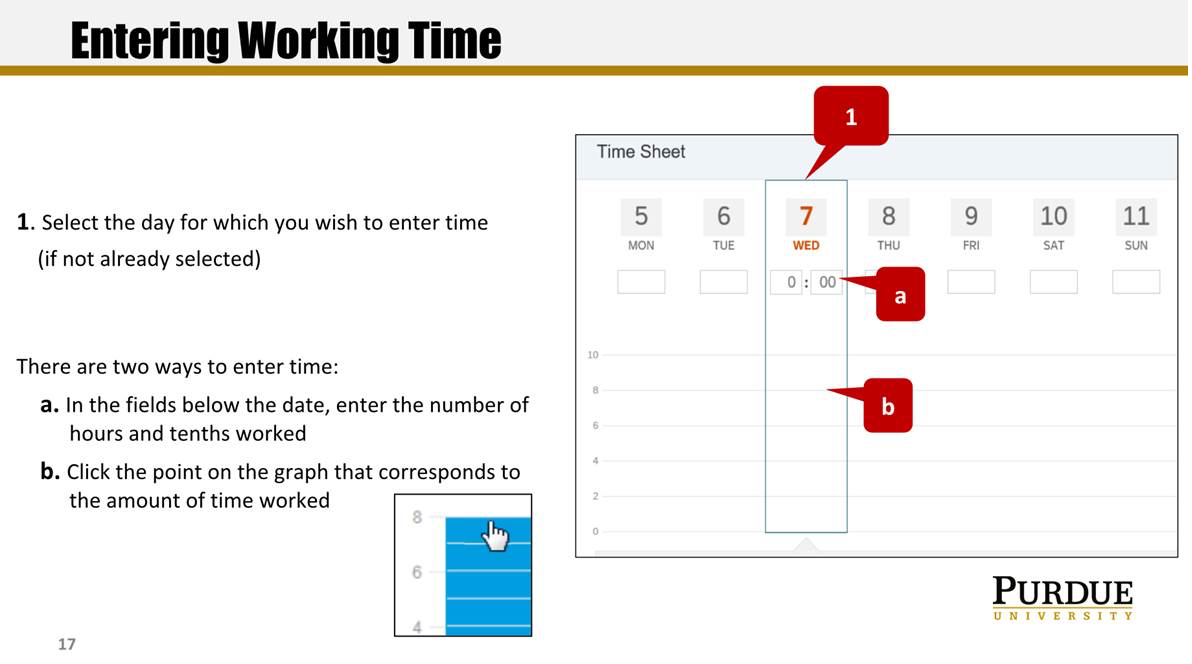 Entering Working Time
1. Select the day for which you wish to enter time
(if not already selected)
There are two ways to enter time:
a. In the fields below the date, enter the number of
hours and tenths worked
b. Click the point on the graph that corresponds to
the amount of time worked
8
6
4
1
Time Sheet
5 6 7 8 9 10 11
MON TUE WED THU FRI SAT SUN
0 : 00
a
10
8
b
6
4
2
0
PURDUE
UNIVERSITY
17